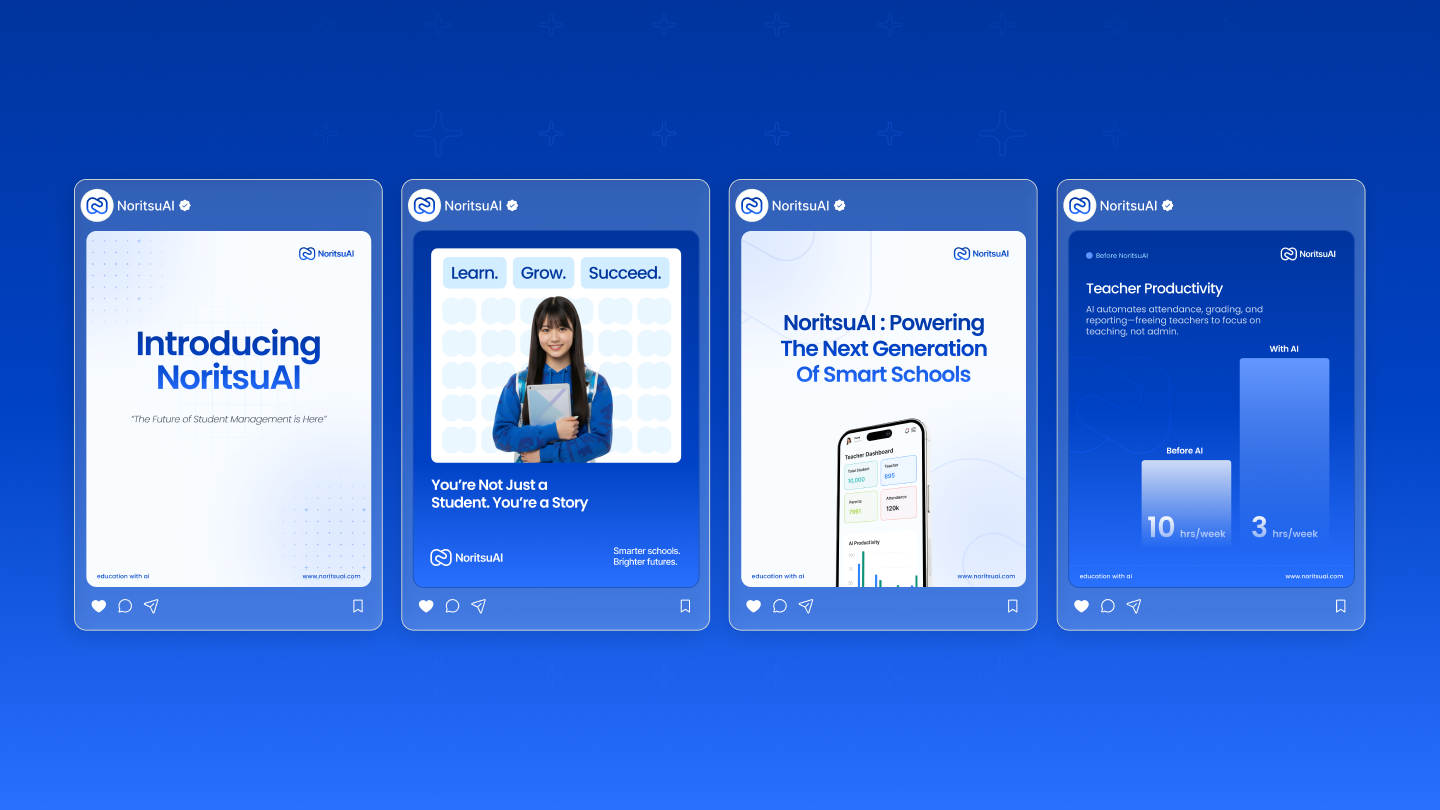 NoritsuAI
NoritsuAI
Introducing
NoritsuAI
“The Future of Student Management is Here”
education with ai
www.noritsuai.com
NoritsuAI
Learn.
Grow.
Succeed.
You’re Not Just a
Student. You’re a Story
NoritsuAI
Smarter schools.
Brighter futures.
NoritsuAI
NoritsuAI
NoritsuAI : Powering
The Next Generation
Of Smart Schools
Teacher Dashboard
Total Student
10,000
Teacher
895
Parents
7891
Attendance
120k
AI Productivity
education with ai
www.noritsuai.com
NoritsuAI
Before NoritsuAI
NoritsuAI
Teacher Productivity
AI automates attendance, grading, and
reporting—freeing teachers to focus on
teaching, not admin.
With AI
Before AI
10 hrs/week
3 hrs/week
education with ai
www.noritsuai.com